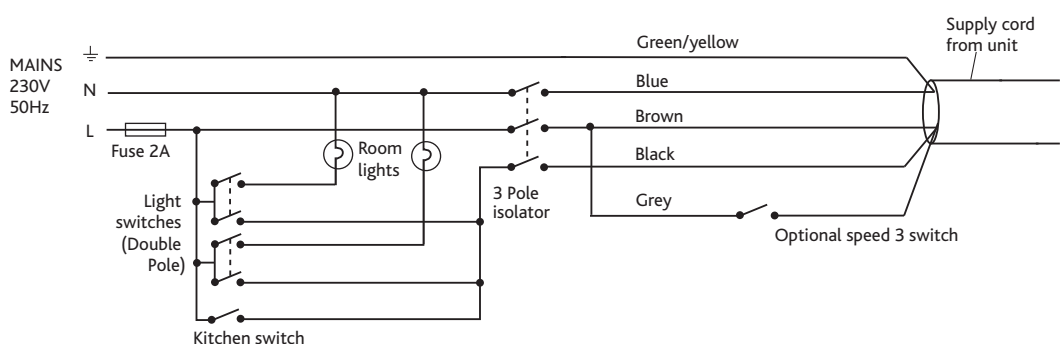 MAINS
230V
50Hz
N
L
Fuse 2A
Room
lights
Light
switches
(Double
Pole)
Kitchen switch
3 Pole
isolator
Green/yellow
Blue
Brown
Black
Grey
Optional speed 3 switch
Supply cord
from unit